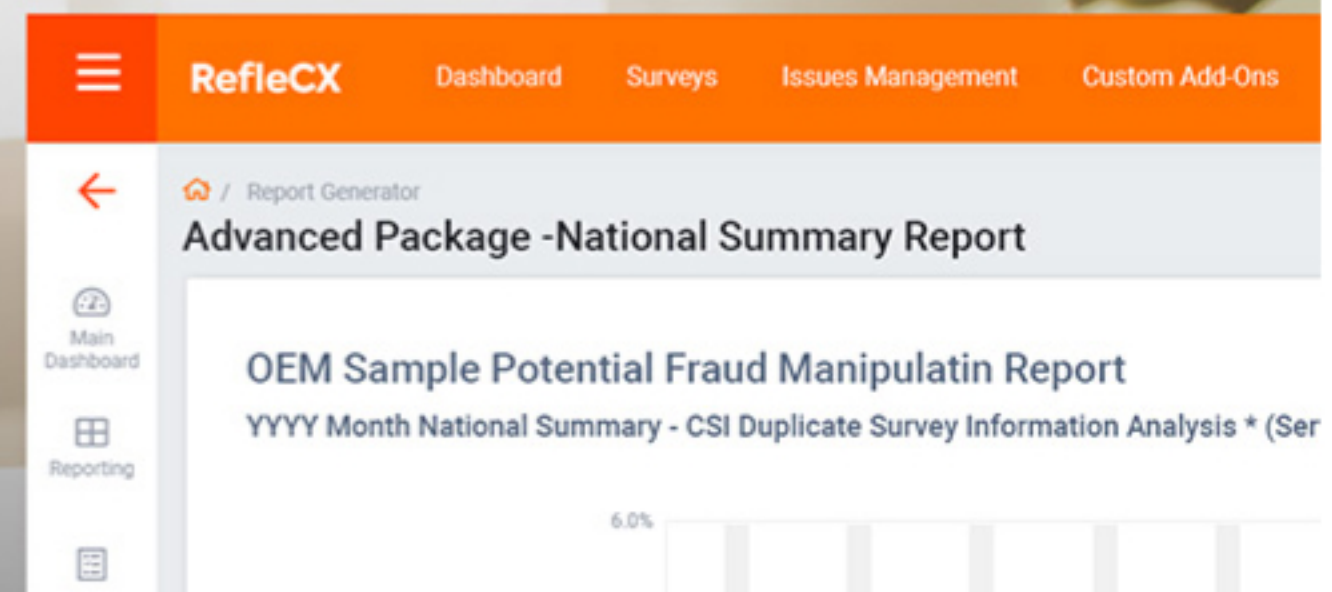 RefleCX Dashboard Surveys Issues Management Custom Add-Ons
/ Report Generator
Advanced Package -National Summary Report
Main
Dashboard
OEM Sample Potential Fraud Manipulatin Report
YYYY Month National Summary - CSI Duplicate Survey Information Analysis * (Ser
Reporting
6.0%